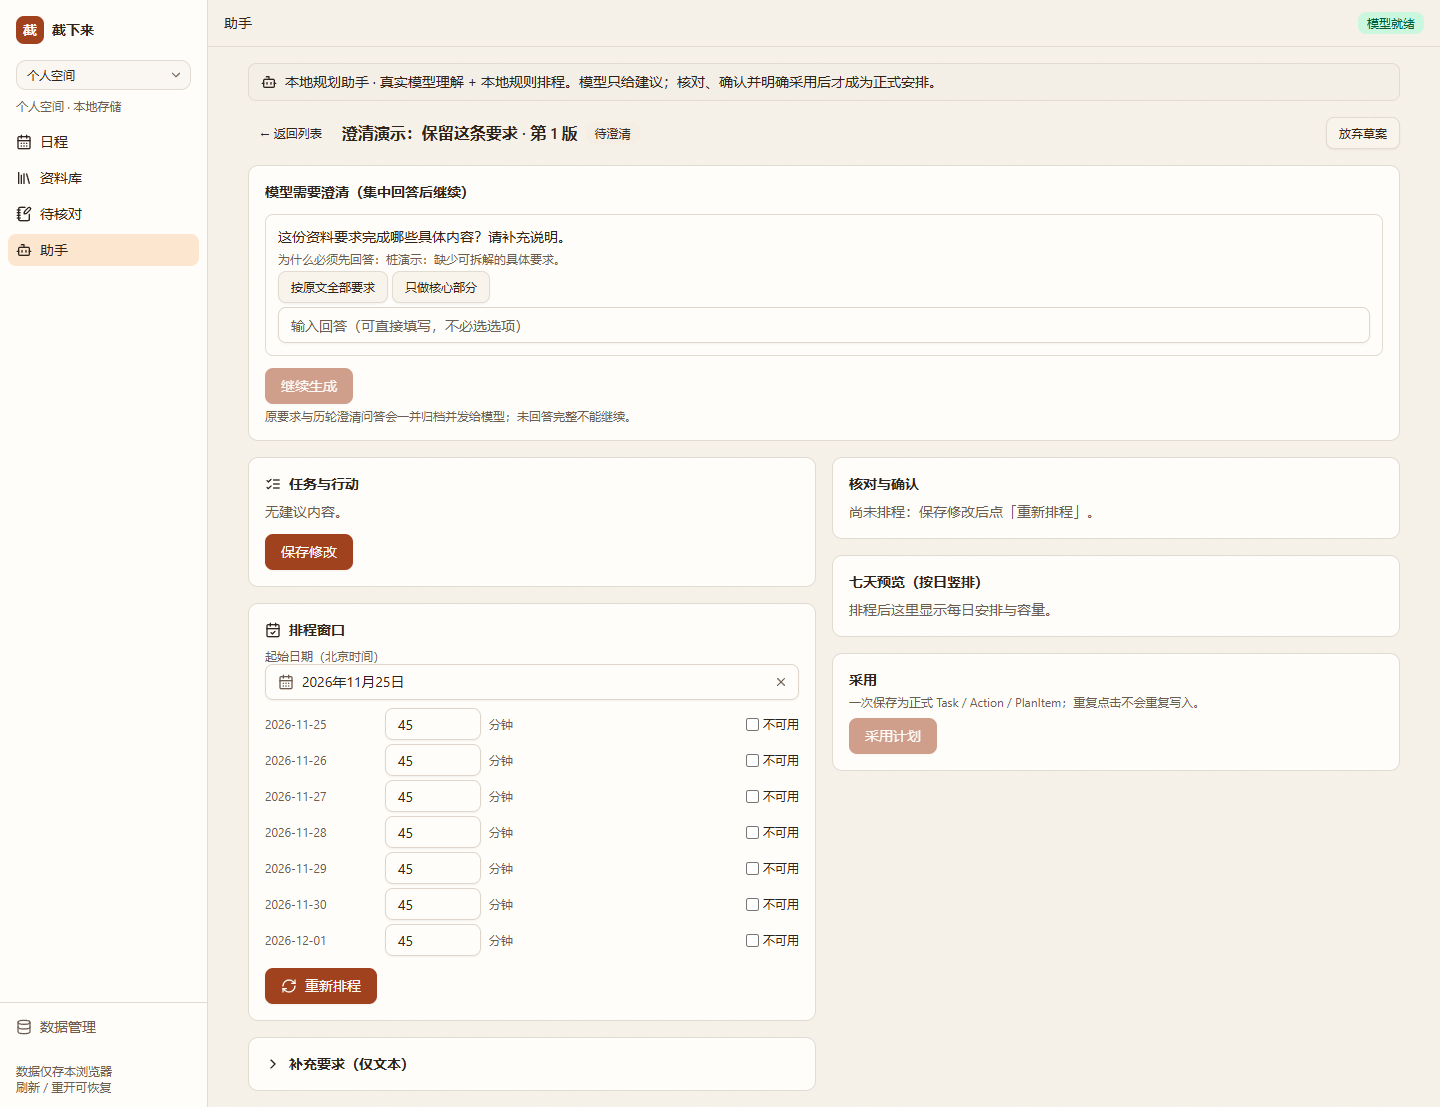 截 截下来
个人空间
个人空间 · 本地存储
日程
资料库
待核对
助手
数据管理
数据仅存本浏览器
刷新 / 重开可恢复
助手
模型就绪
本地规划助手 · 真实模型理解 + 本地规则排程。模型只给建议；核对、确认并明确采用后才成为正式安排。
← 返回列表 澄清演示：保留这条要求 · 第 1 版 待澄清
放弃草案
模型需要澄清（集中回答后继续）
这份资料要求完成哪些具体内容？请补充说明。
为什么必须先回答：桩演示：缺少可拆解的具体要求。
按原文全部要求 只做核心部分
输入回答（可直接填写，不必选选项）
继续生成
原要求与历轮澄清问答会一并归档并发给模型；未回答完整不能继续。
任务与行动
无建议内容。
保存修改
排程窗口
起始日期（北京时间）
2026年11月25日
2026-11-25 45 分钟 不可用
2026-11-26 45 分钟 不可用
2026-11-27 45 分钟 不可用
2026-11-28 45 分钟 不可用
2026-11-29 45 分钟 不可用
2026-11-30 45 分钟 不可用
2026-12-01 45 分钟 不可用
重新排程
补充要求（仅文本）
核对与确认
尚未排程：保存修改后点「重新排程」。
七天预览（按日竖排）
排程后这里显示每日安排与容量。
采用
一次保存为正式 Task / Action / PlanItem；重复点击不会重复写入。
采用计划